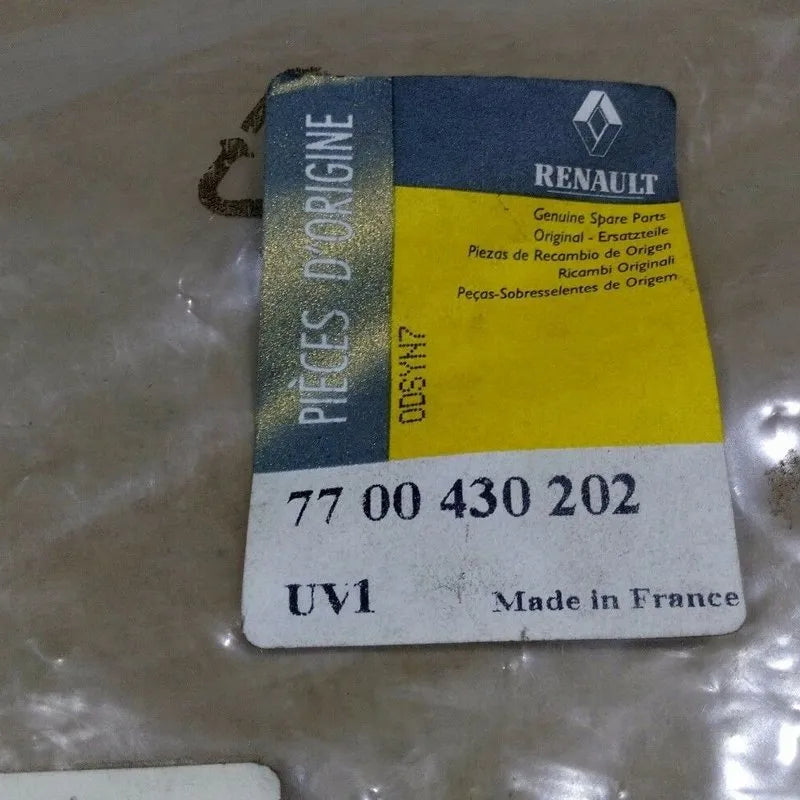 PIÈCES D'ORIGINE
RENAULT
Genuine Spare Parts
Original - Ersatzteile
Piezas de Recambio de Origen
Ricambi Originali
Peças-Sobresselentes de Origem
0D8YH7
77 00 430 202
UV1
Made in France